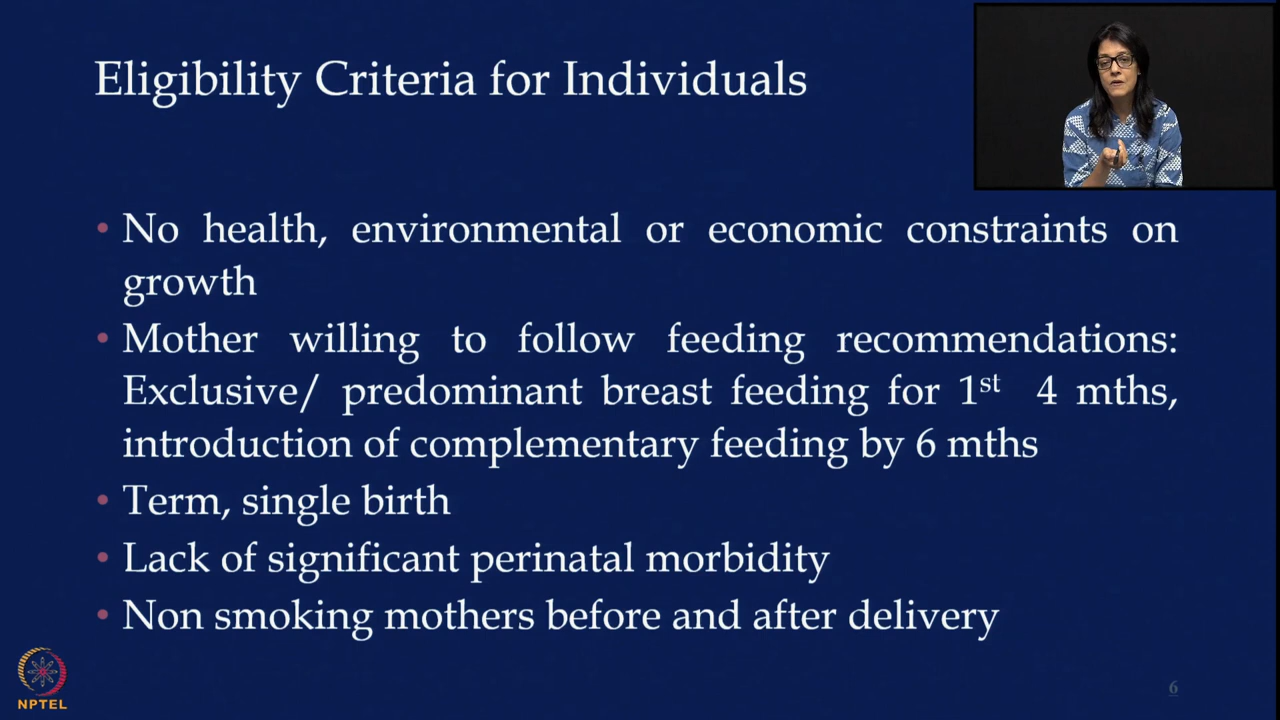 Eligibility Criteria for Individuals
• No health, environmental or economic constraints on
growth
• Mother willing to follow feeding recommendations:
Exclusive/ predominant breast feeding for 1st 4 mths,
introduction of complementary feeding by 6 mths
• Term, single birth
• Lack of significant perinatal morbidity
• Non smoking mothers before and after delivery
NPTEL
6